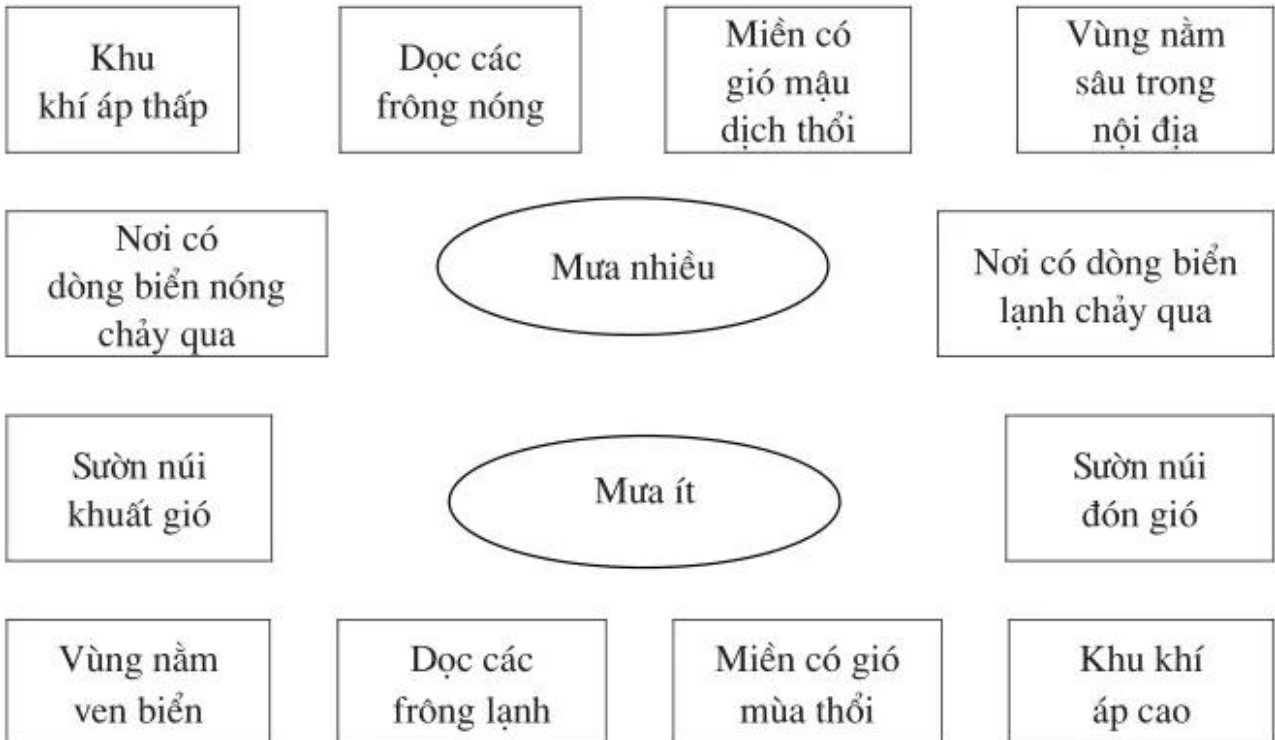 Khu
khí áp thấp
Dọc các
frông nóng
Miền có
gió mậu
dịch thổi
Vùng nằm
sâu trong
nội địa
Nơi có
dòng biển nóng
chảy qua
Mưa nhiều
Nơi có dòng biển
lạnh chảy qua
Sườn núi
khuất gió
Mưa ít
Sườn núi
đón gió
Vùng nằm
ven biển
Dọc các
frông lạnh
Miền có gió
mùa thổi
Khu khí
áp cao